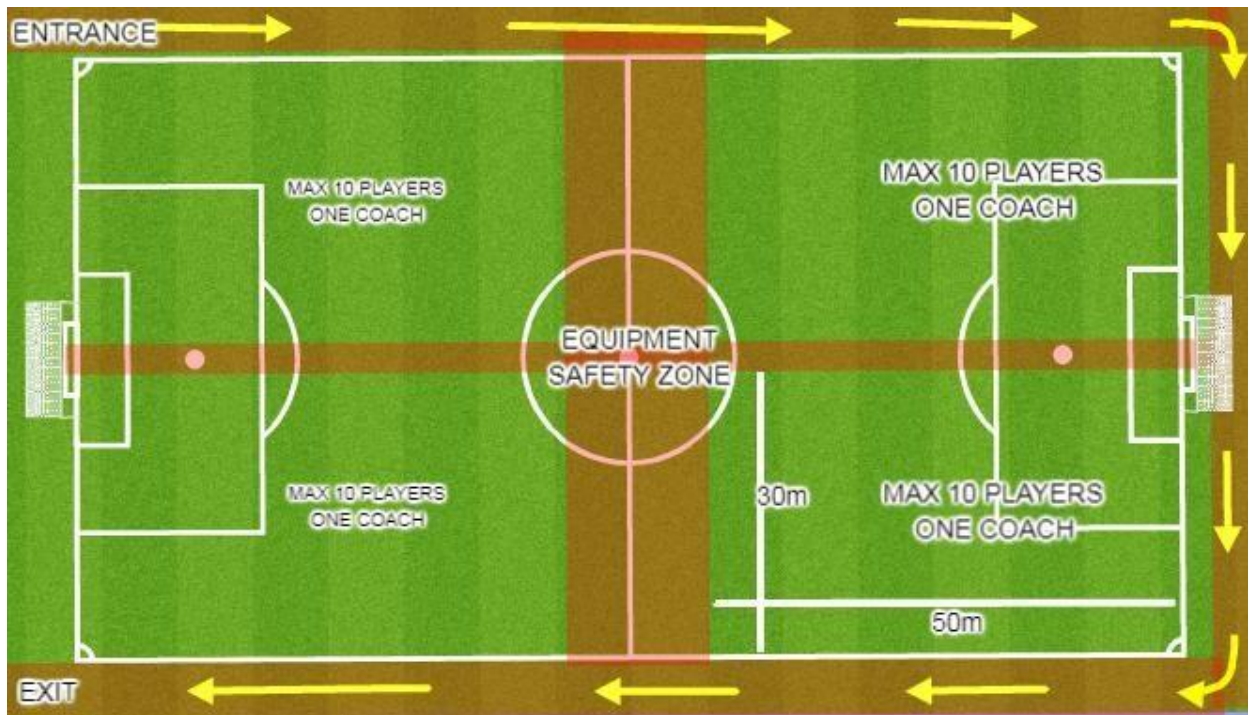 ENTRANCE
MAX 10 PLAYERS
ONE COACH
MAX 10 PLAYERS
ONE COACH
EQUIPMENT
SAFETY ZONE
MAX 10 PLAYERS
ONE COACH
30m
MAX 10 PLAYERS
ONE COACH
50m
EXIT